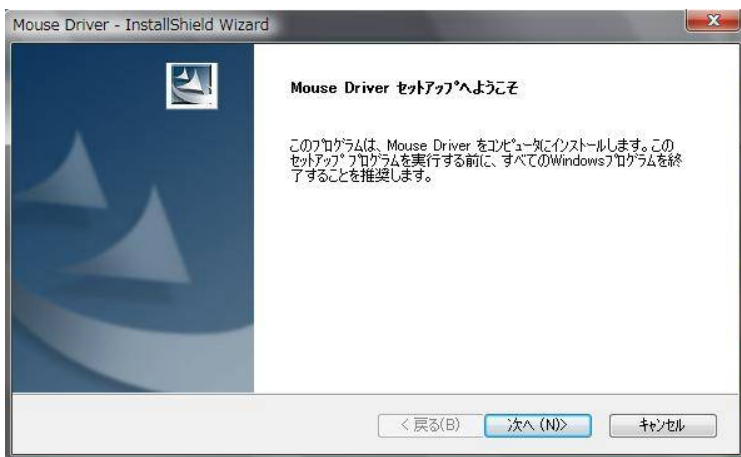 Mouse Driver - InstallShield Wizard
Mouse Driver ｾｯﾄｱｯﾌﾟへようこそ
このﾌﾟﾛｸﾞﾗﾑは、Mouse Driver をｺﾝﾋﾟｭｰﾀにｲﾝｽﾄｰﾙします。この
ｾｯﾄｱｯﾌﾟ ﾌﾟﾛｸﾞﾗﾑを実行する前に、すべてのWindowsﾌﾟﾛｸﾞﾗﾑを終
了することを推奨します。
< 戻る(B)
次へ (N)>
ｷｬﾝｾﾙ